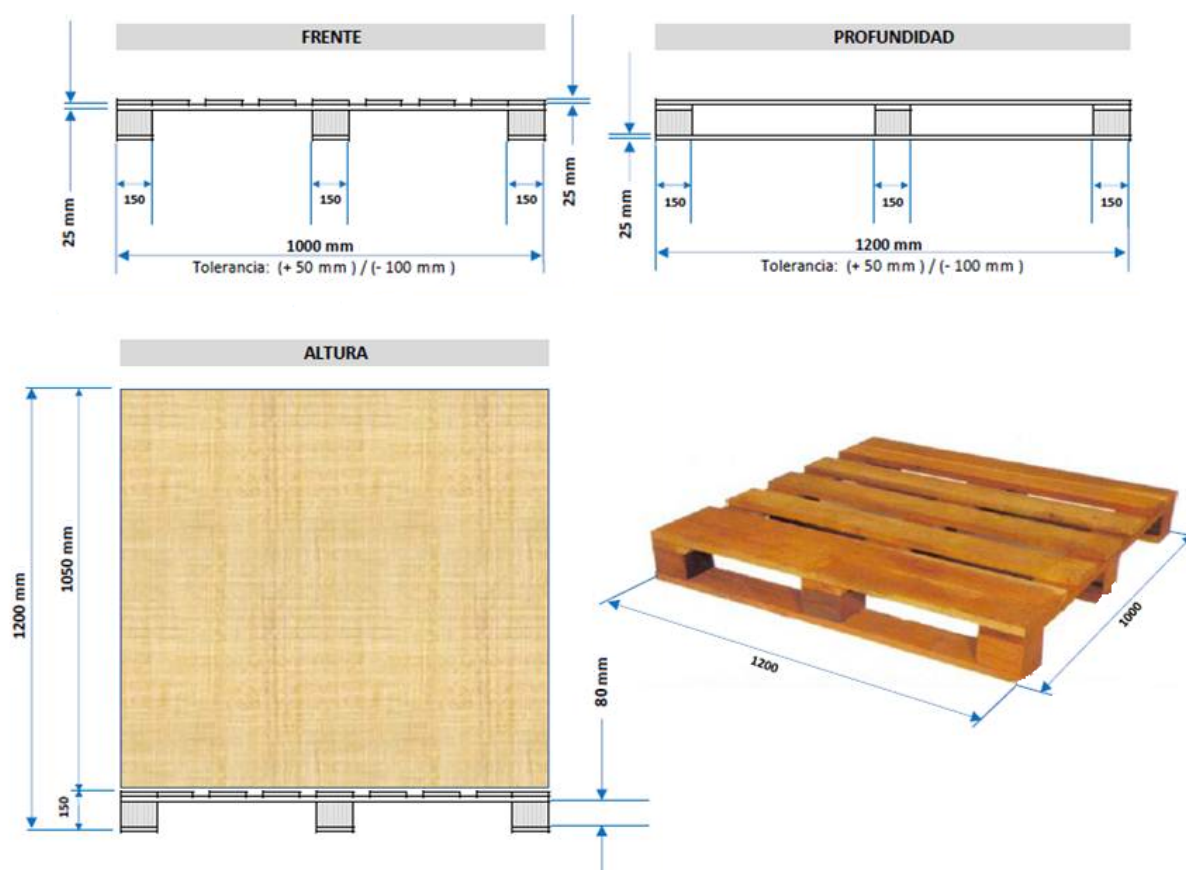 FRENTE
25 mm
150
150
150
25 mm
1000 mm
Tolerancia: (+ 50 mm ) / (- 100 mm )
PROFUNDIDAD
25 mm
150
150
150
1200 mm
Tolerancia: (+ 50 mm ) / (- 100 mm )
ALTURA
1200 mm
1050 mm
150
80 mm
1200
1000